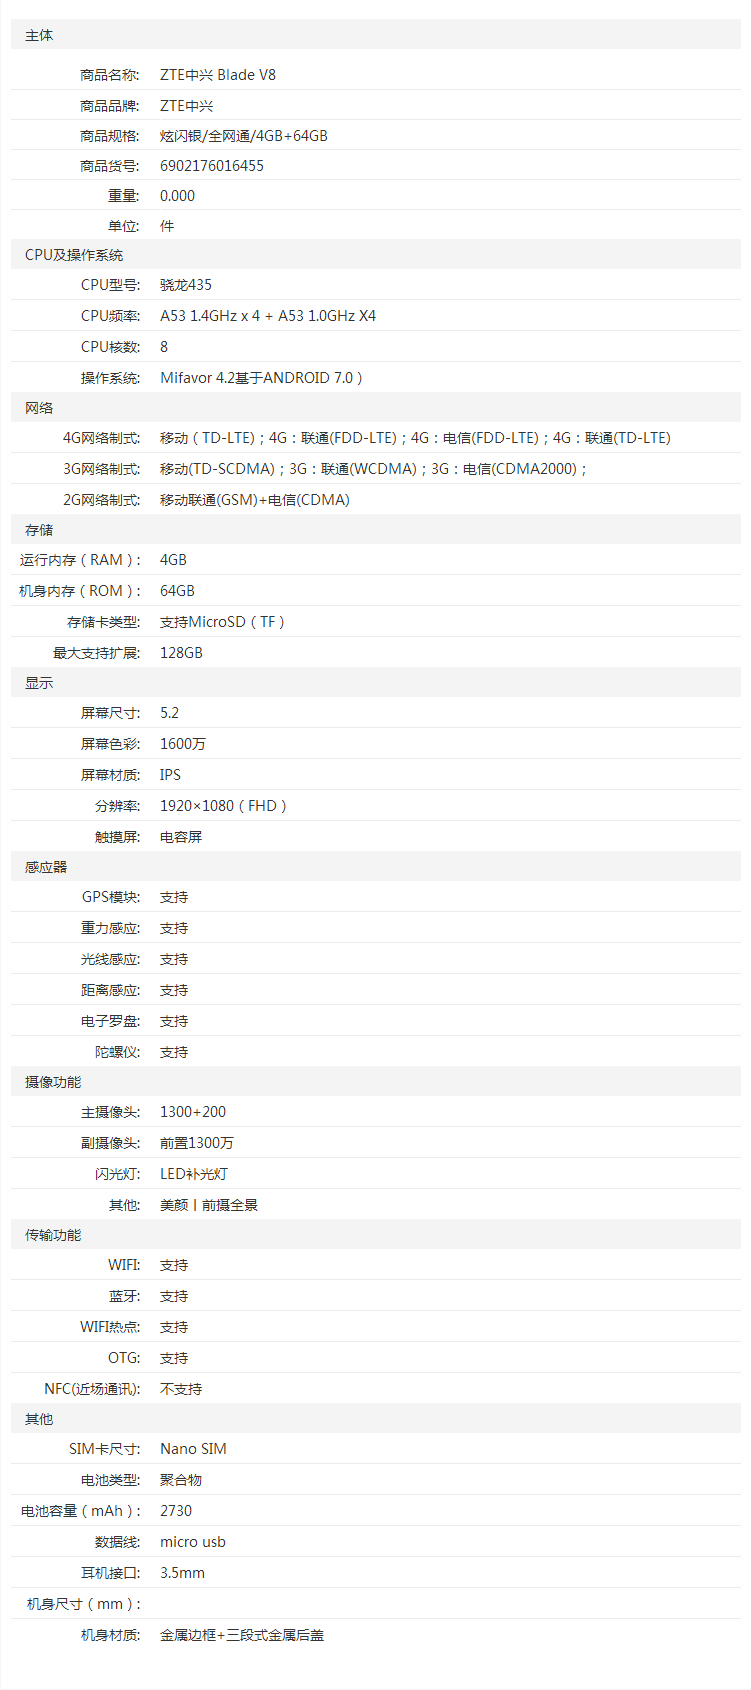 主体
商品名称: ZTE中兴 Blade V8
商品品牌: ZTE中兴
商品规格: 炫闪银/全网通/4GB+64GB
商品货号: 6902176016455
重量: 0.000
单位: 件
CPU及操作系统
CPU型号: 骁龙435
CPU频率: A53 1.4GHz x 4 + A53 1.0GHz X4
CPU核数: 8
操作系统: Mifavor 4.2基于ANDROID 7.0）
网络
4G网络制式: 移动（TD-LTE)；4G：联通(FDD-LTE)；4G：电信(FDD-LTE)；4G：联通(TD-LTE)
3G网络制式: 移动(TD-SCDMA)；3G：联通(WCDMA)；3G：电信(CDMA2000)；
2G网络制式: 移动联通(GSM)+电信(CDMA)
存储
运行内存（RAM）: 4GB
机身内存（ROM）: 64GB
存储卡类型: 支持MicroSD（TF）
最大支持扩展: 128GB
显示
屏幕尺寸: 5.2
屏幕色彩: 1600万
屏幕材质: IPS
分辨率: 1920×1080（FHD）
触摸屏: 电容屏
感应器
GPS模块: 支持
重力感应: 支持
光线感应: 支持
距离感应: 支持
电子罗盘: 支持
陀螺仪: 支持
摄像功能
主摄像头: 1300+200
副摄像头: 前置1300万
闪光灯: LED补光灯
其他: 美颜丨前摄全景
传输功能
WIFI: 支持
蓝牙: 支持
WIFI热点: 支持
OTG: 支持
NFC(近场通讯): 不支持
其他
SIM卡尺寸: Nano SIM
电池类型: 聚合物
电池容量（mAh）: 2730
数据线: micro usb
耳机接口: 3.5mm
机身尺寸（mm）:
机身材质: 金属边框+三段式金属后盖